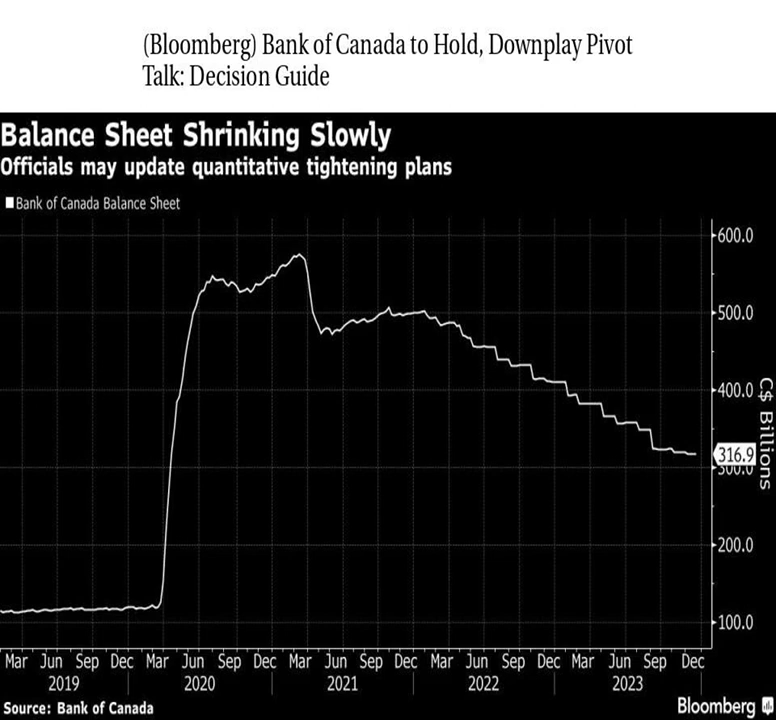 (Bloomberg) Bank of Canada to Hold, Downplay Pivot
Talk: Decision Guide
Balance Sheet Shrinking Slowly
Officials may update quantitative tightening plans
Bank of Canada Balance Sheet
600.0
500.0
400.0
316.9
300.0
200.0
100.0
C$ Billions
Mar Jun Sep Dec Mar Jun Sep Dec Mar Jun Sep Dec Mar Jun Sep Dec Mar Jun Sep Dec
2019 2020 2021 2022 2023
Source: Bank of Canada
Bloomberg